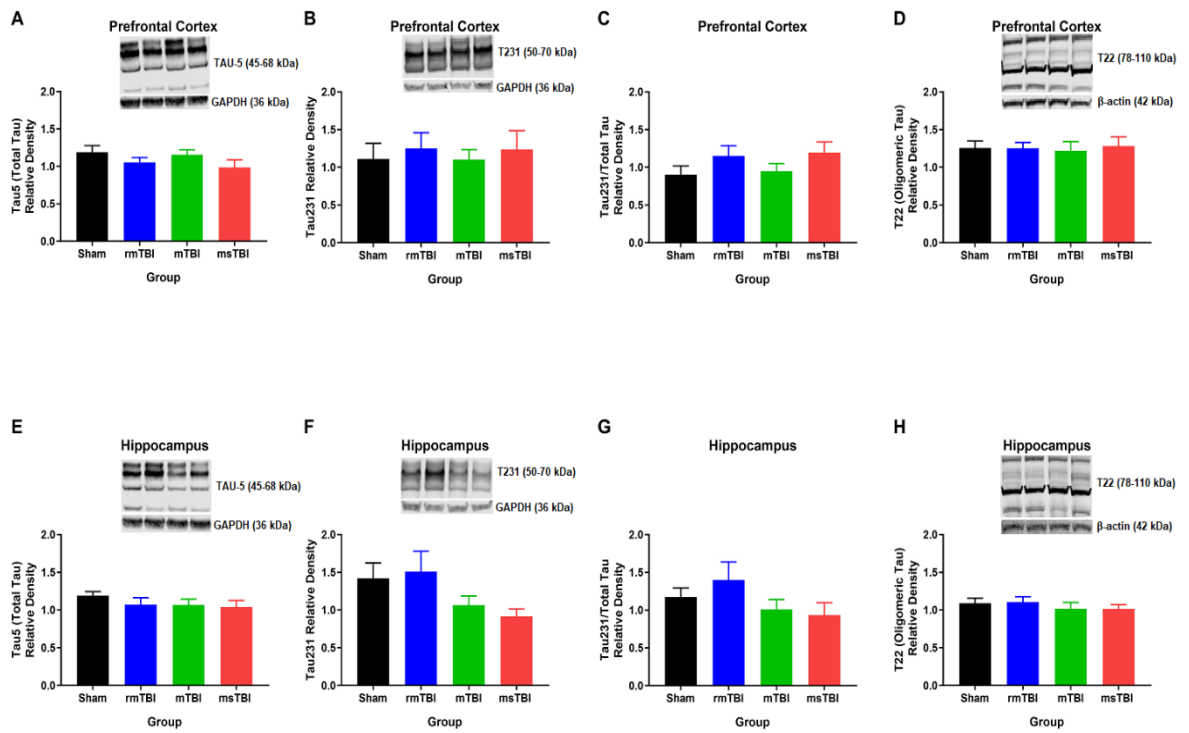 A
Prefrontal Cortex
TAU-5 (45-68 kDa)
GAPDH (36 kDa)
Tau5 (Total Tau)
Relative Density
2.0
1.5
1.0
0.5
0.0
Sham rmTBI mTBI msTBI
Group
B
Prefrontal Cortex
T231 (50-70 kDa)
GAPDH (36 kDa)
Tau231 Relative Density
2.0
1.5
1.0
0.5
0.0
Sham rmTBI mTBI msTBI
Group
C
Prefrontal Cortex
Tau231/Total Tau
Relative Density
2.0
1.5
1.0
0.5
0.0
Sham rmTBI mTBI msTBI
Group
D
Prefrontal Cortex
T22 (78-110 kDa)
β-actin (42 kDa)
T22 (Oligomeric Tau)
Relative Density
2.0
1.5
1.0
0.5
0.0
Sham rmTBI mTBI msTBI
Group
E
Hippocampus
TAU-5 (45-68 kDa)
GAPDH (36 kDa)
Tau5 (Total Tau)
Relative Density
2.0
1.5
1.0
0.5
0.0
Sham rmTBI mTBI msTBI
Group
F
Hippocampus
T231 (50-70 kDa)
GAPDH (36 kDa)
Tau231 Relative Density
2.0
1.5
1.0
0.5
0.0
Sham rmTBI mTBI msTBI
Group
G
Hippocampus
Tau231/Total Tau
Relative Density
2.0
1.5
1.0
0.5
0.0
Sham rmTBI mTBI msTBI
Group
H
Hippocampus
T22 (78-110 kDa)
β-actin (42 kDa)
T22 (Oligomeric Tau)
Relative Density
2.0
1.5
1.0
0.5
0.0
Sham rmTBI mTBI msTBI
Group